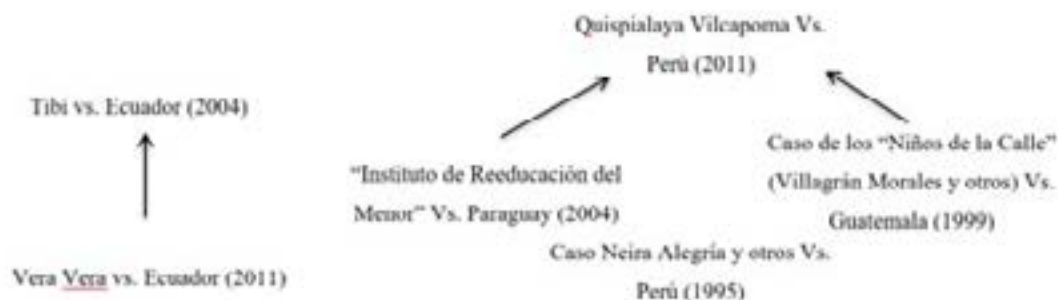 Quispialaya Vilcapoma Vs.
Perú (2011)
Tibi vs. Ecuador (2004)
"Instituto de Reeducación del
Menor" Vs. Paraguay (2004)
Caso de los "Niños de la Calle"
(Villagrán Morales y otros) Vs.
Guatemala (1999)
Caso Neira Alegría y otros Vs.
Perú (1995)
Vera Vera vs. Ecuador (2011)